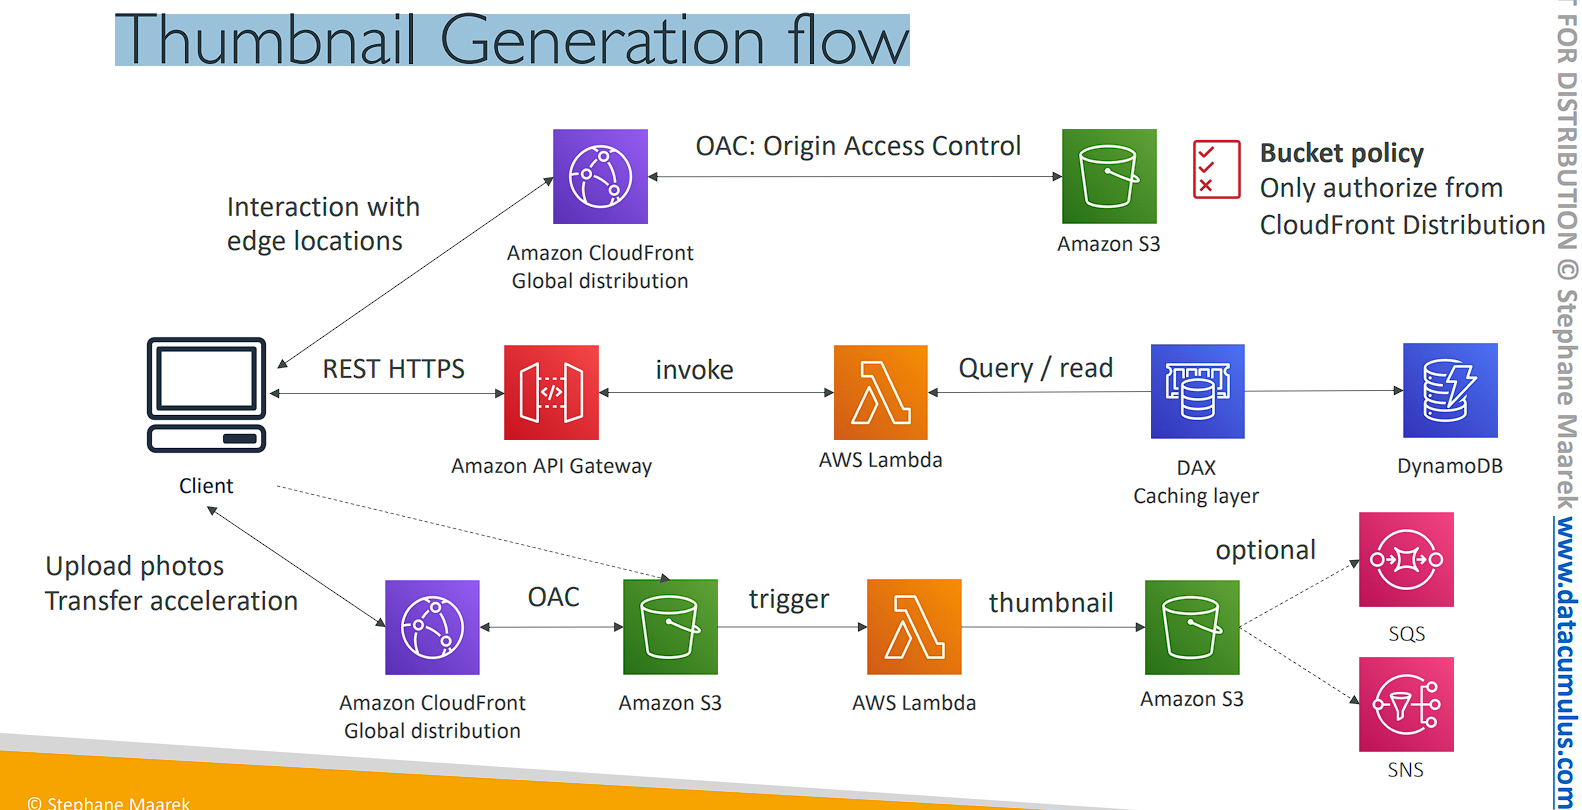 Thumbnail Generation flow
OAC: Origin Access Control
Bucket policy
Only authorize from
CloudFront Distribution
Interaction with
edge locations
Amazon CloudFront
Global distribution
Amazon S3
REST HTTPS
invoke
Query / read
Amazon API Gateway
AWS Lambda
DAX
Caching layer
DynamoDB
Client
Upload photos
Transfer acceleration
OAC
trigger
thumbnail
optional
SQS
Amazon CloudFront
Global distribution
Amazon S3
AWS Lambda
Amazon S3
SNS
© Stephane Maarek
FOR DISTRIBUTION © Stephane Maarek www.datacumulus.com